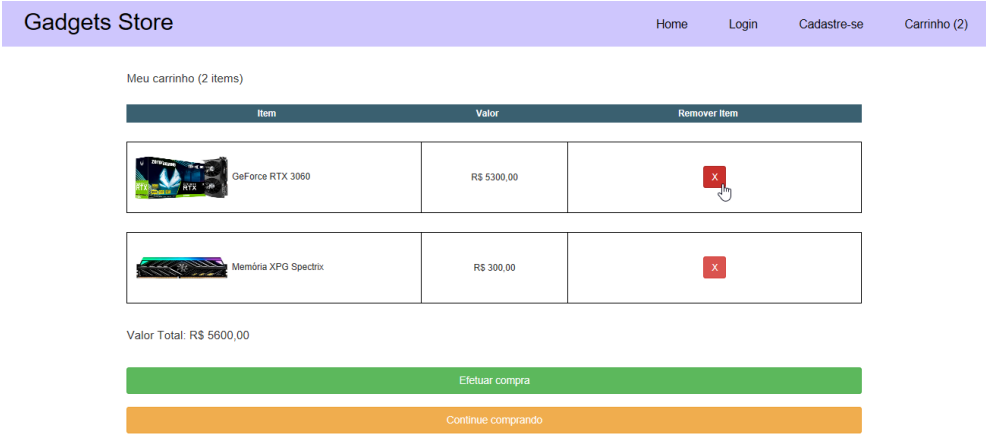 Gadgets Store Home Login Cadastre-se Carrinho (2)
Meu carrinho (2 items)
Item Valor Remover Item
GeForce RTX 3060 R$ 5300,00 X
Memória XPG Spectrix R$ 300,00 X
Valor Total: R$ 5600,00
Efetuar compra
Continue comprando